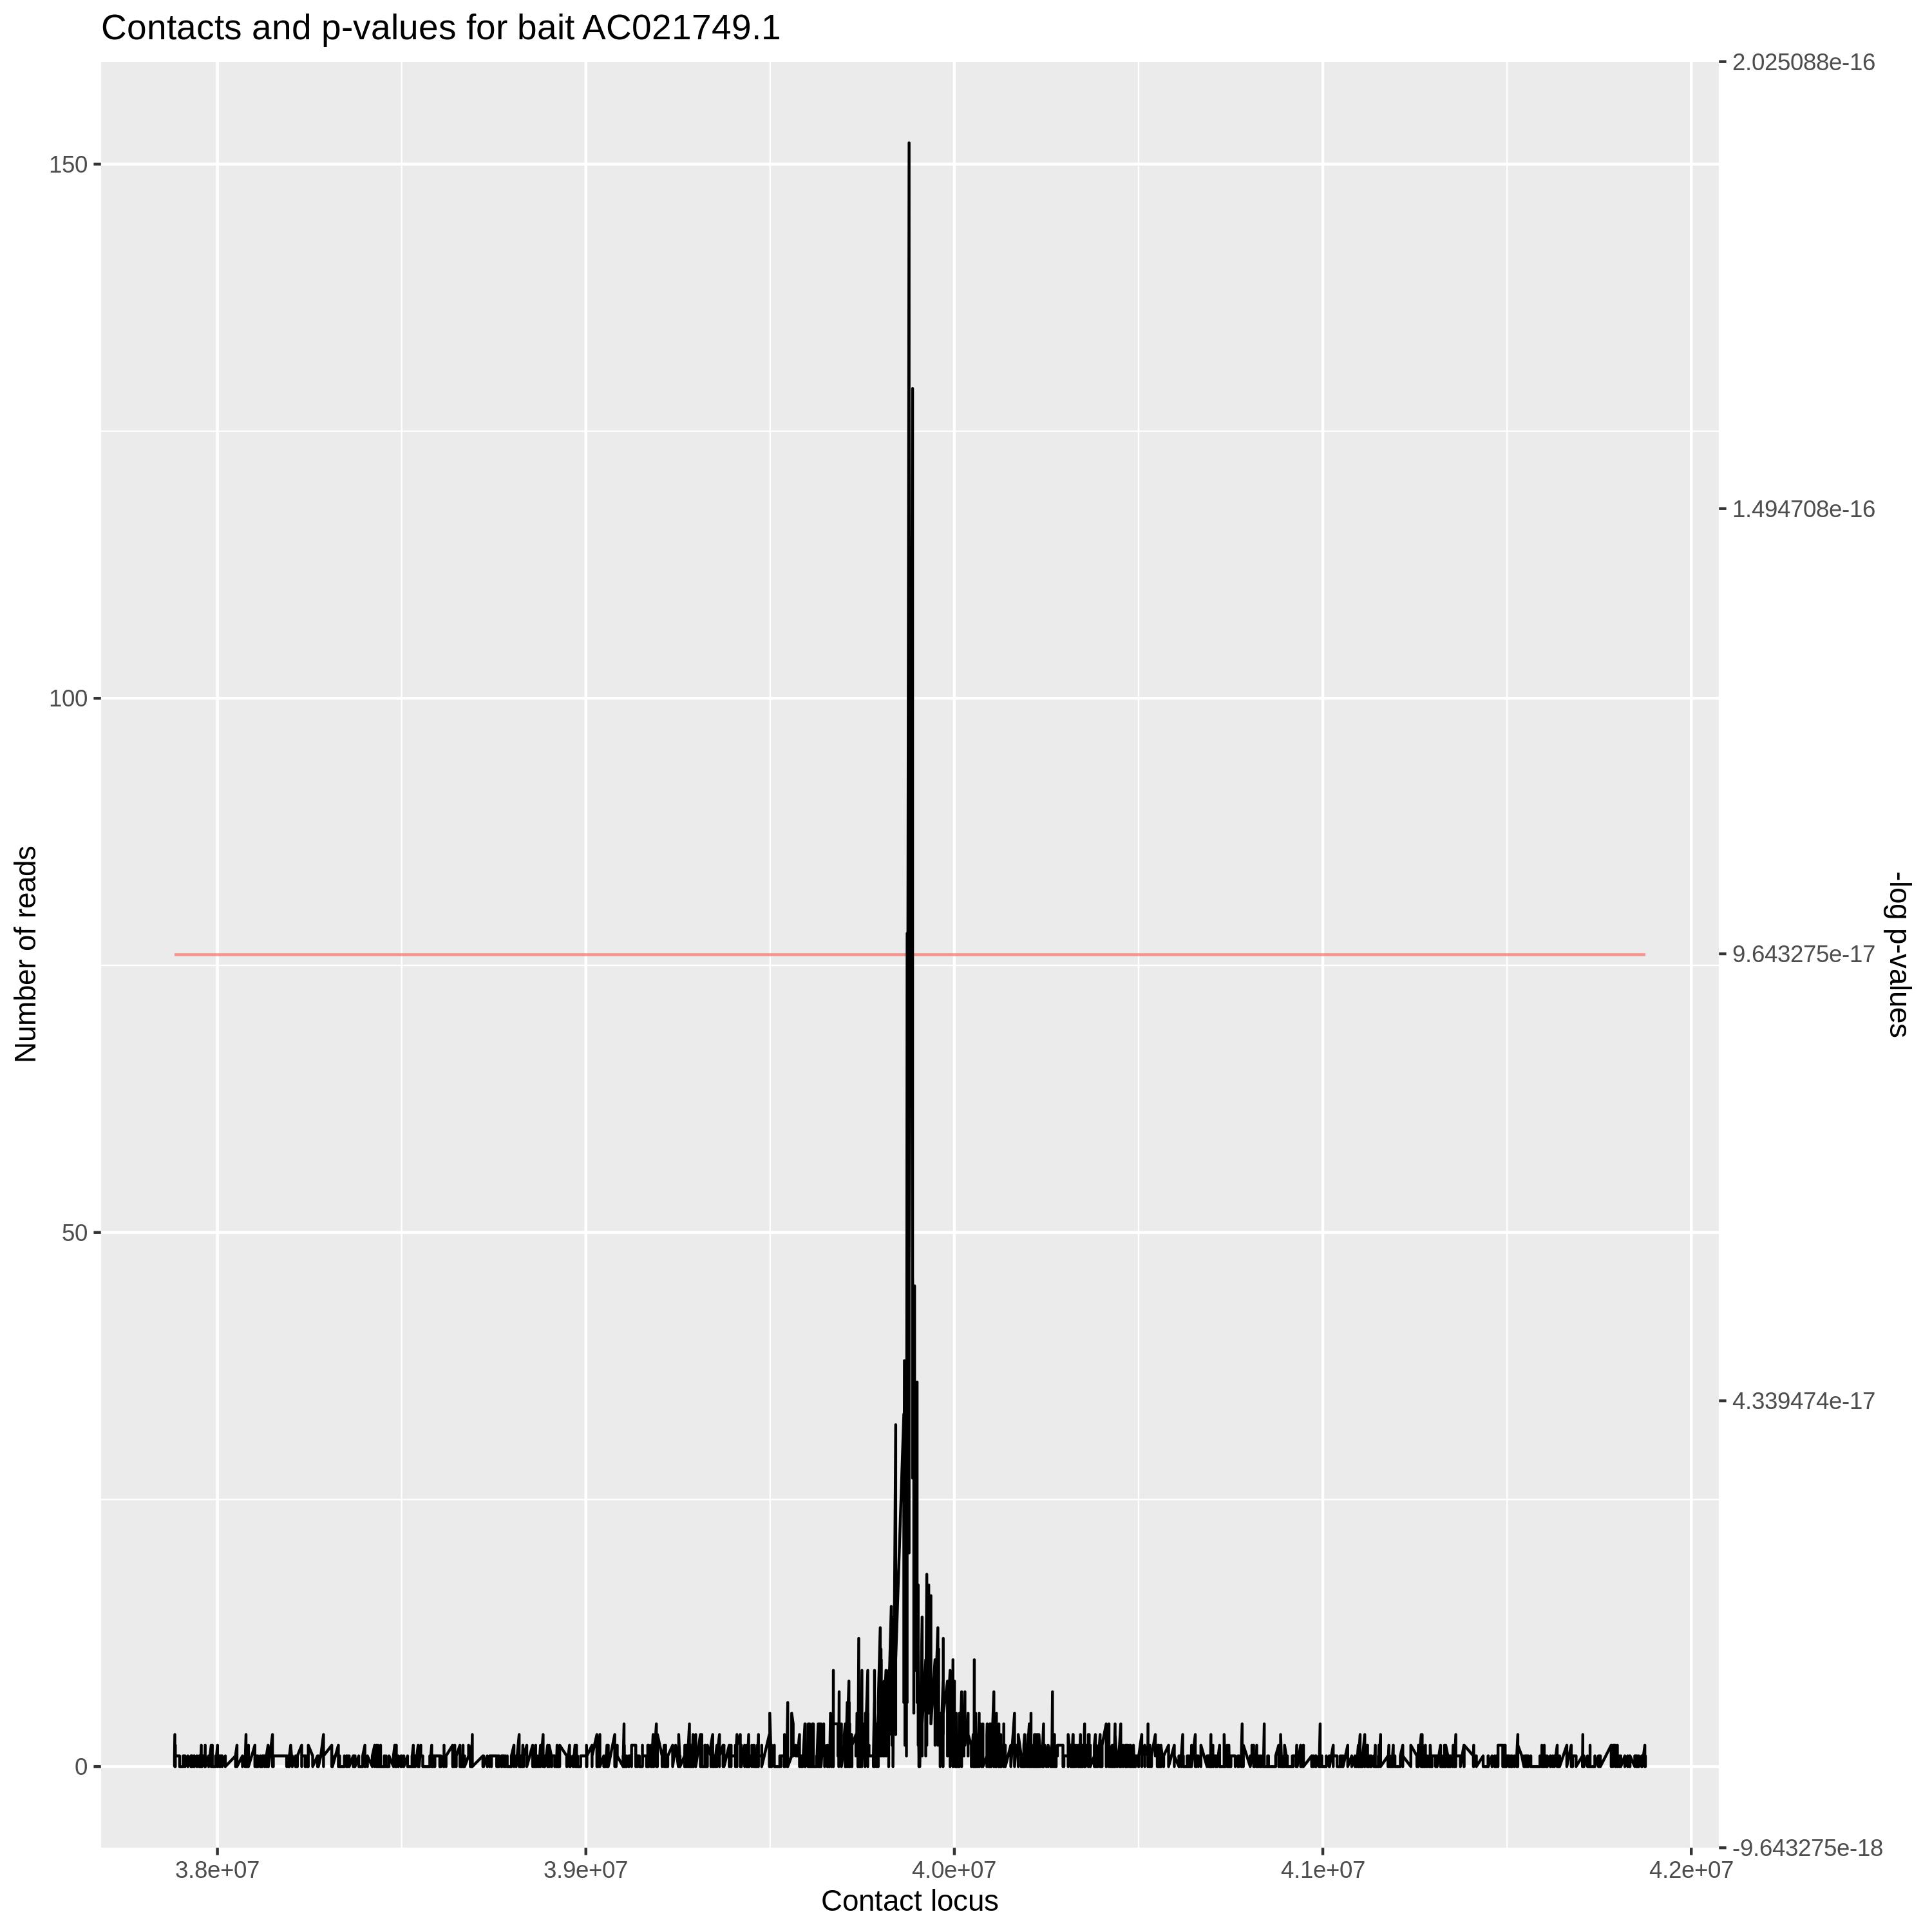 Contacts and p-values for bait AC021749.1
2.025088e-16
150
1.494708e-16
100
Number of reads
-log p-values
9.643275e-17
50
4.339474e-17
0
-9.643275e-18
3.8e+07 3.9e+07 4.0e+07 4.1e+07 4.2e+07
Contact locus